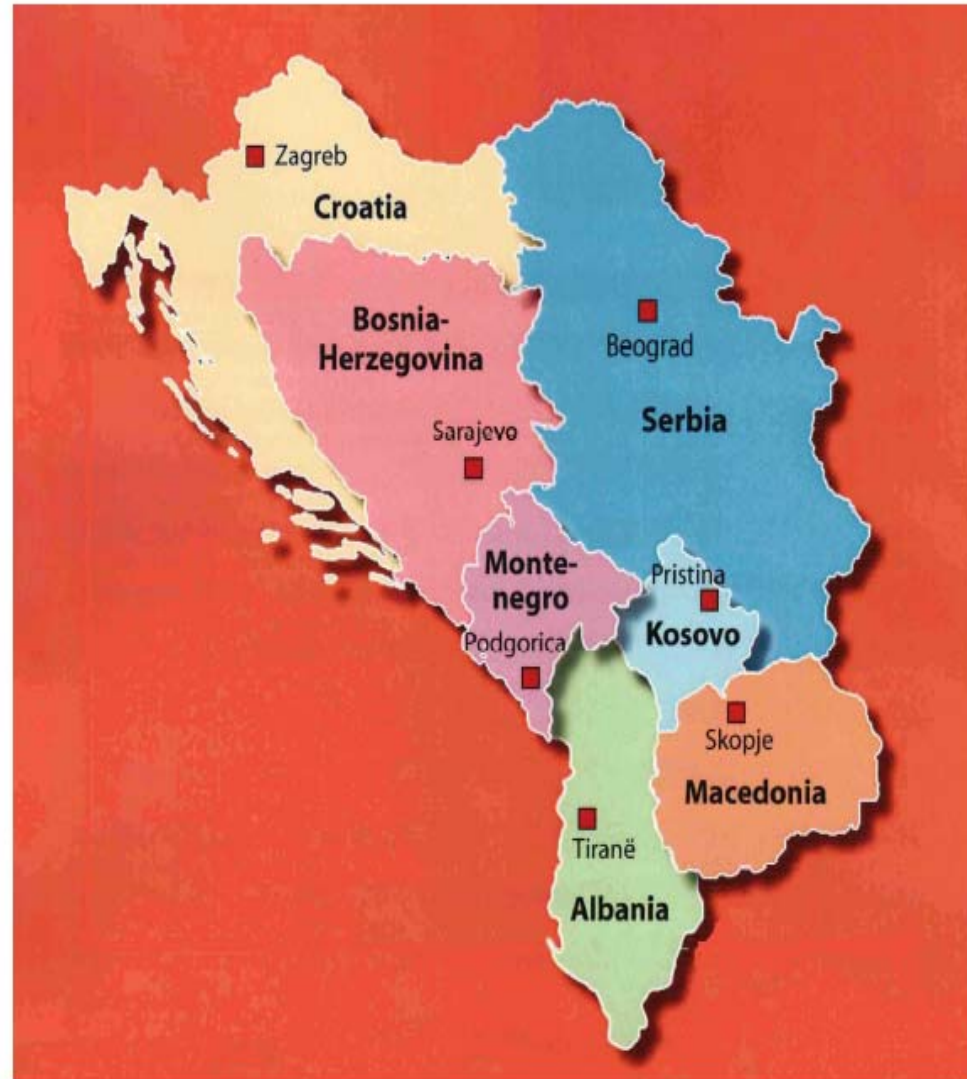 Zagreb
Croatia
Bosnia-
Herzegovina
Beograd
Serbia
Sarajevo
Monte-
negro
Pristina
Kosovo
Podgorica
Skopje
Macedonia
Tiranë
Albania